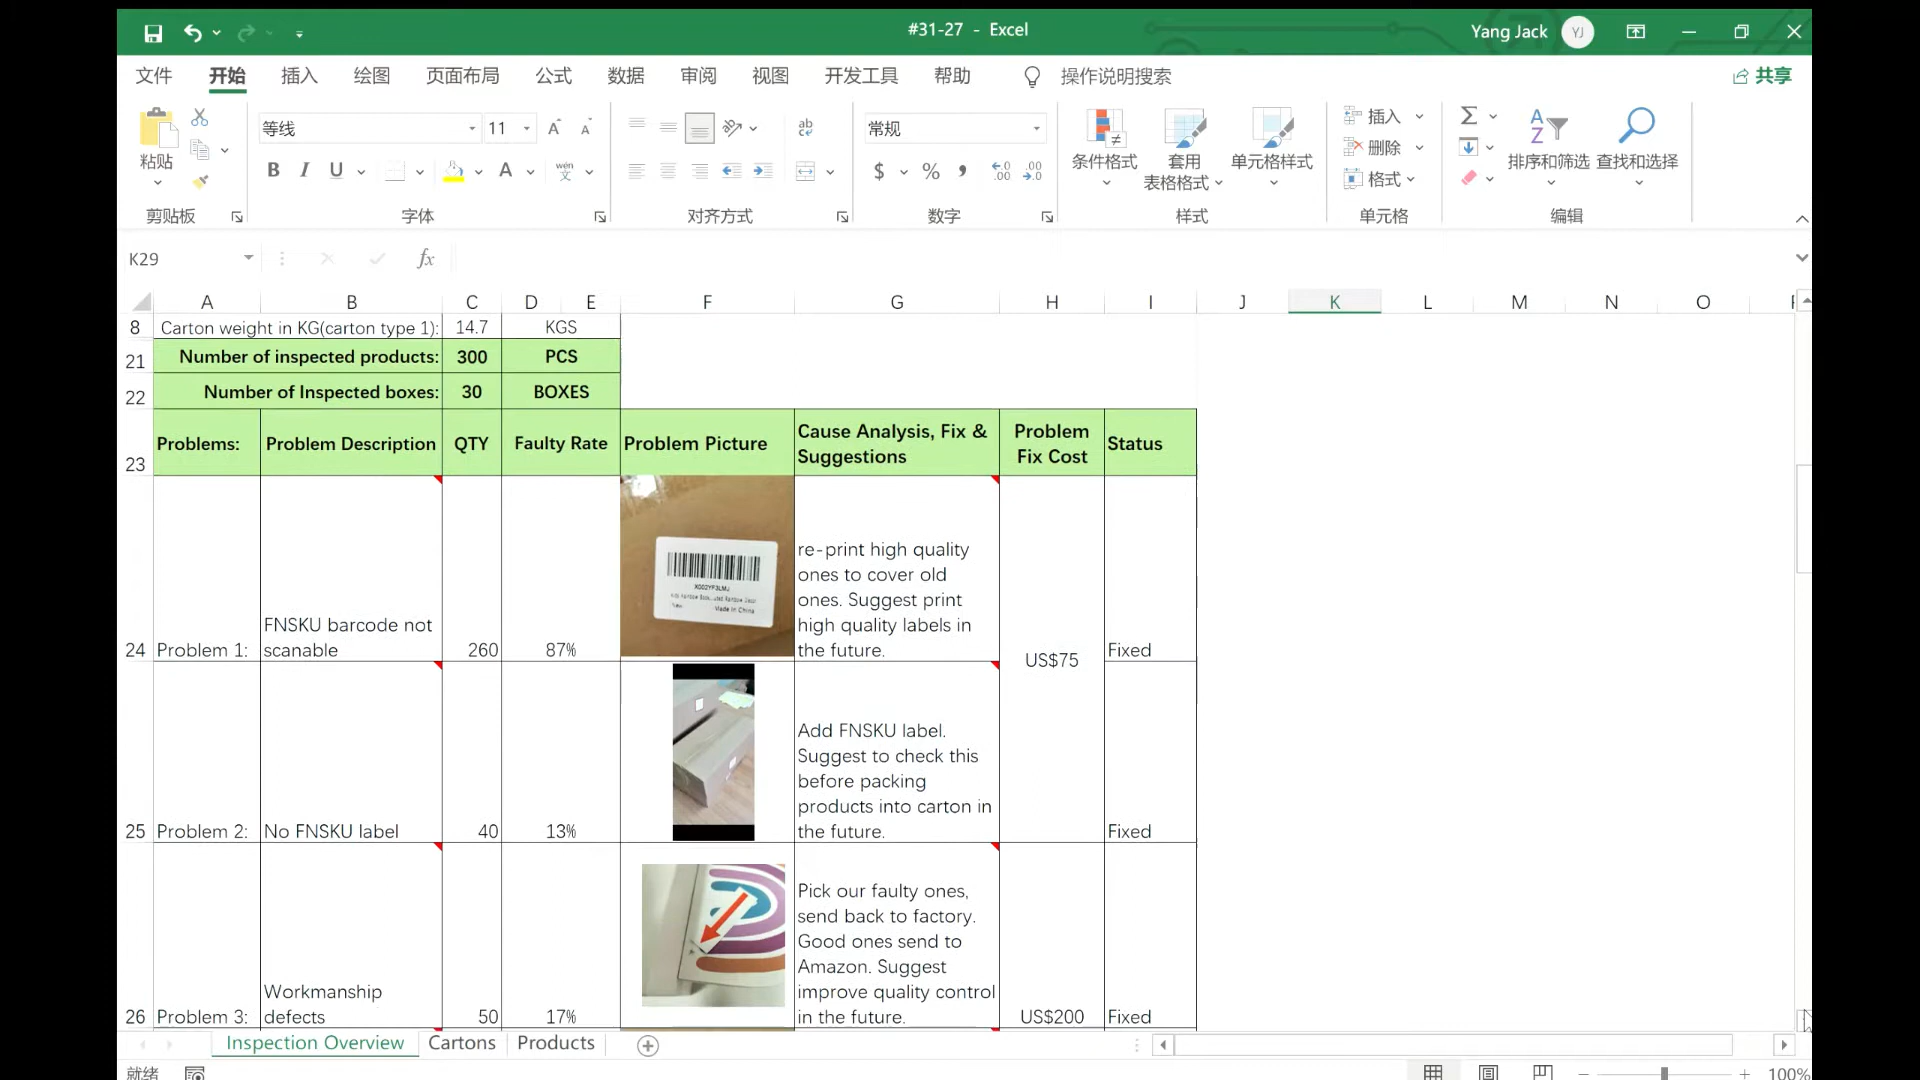 #31-27 - Excel
Yang Jack
YJ
文件 开始 插入 绘图 页面布局 公式 数据 审阅 视图 开发工具 帮助 操作说明搜索 共享
粘贴
剪贴板
等线 11
B I U A wén 文
字体
ab
对齐方式
常规
$ % ,
数字
条件格式 套用 表格格式 单元格样式
样式
插入
删除
格式
单元格
排序和筛选 查找和选择
编辑
K29 fx
A B C D E F G H I J K L M N O
8 Carton weight in KG(carton type 1): 14.7 KGS
21 Number of inspected products: 300 PCS
22 Number of Inspected boxes: 30 BOXES
23 Problems: Problem Description QTY Faulty Rate Problem Picture Cause Analysis, Fix & Suggestions Problem Fix Cost Status
X002YP3LMJ
New
Made in China
24 Problem 1: FNSKU barcode not scanable 260 87% re-print high quality ones to cover old ones. Suggest print high quality labels in the future. US$75 Fixed
25 Problem 2: No FNSKU label 40 13% Add FNSKU label. Suggest to check this before packing products into carton in the future. Fixed
26 Problem 3: Workmanship defects 50 17% Pick our faulty ones, send back to factory. Good ones send to Amazon. Suggest improve quality control in the future. US$200 Fixed
Inspection Overview Cartons Products
就绪 100%